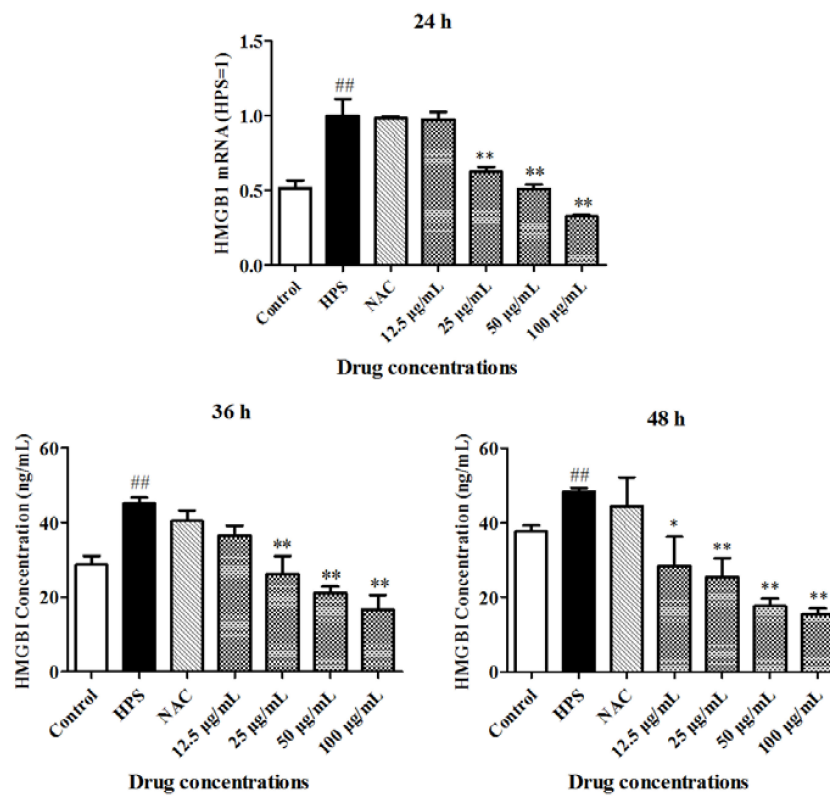 24 h
HMGB1 mRNA (HPS=1)
1.5
1.0
0.5
0.0
##
**
**
**
Control
HPS
NAC
12.5 µg/mL
25 µg/mL
50 µg/mL
100 µg/mL
Drug concentrations
36 h
HMGBI Concentration (ng/mL)
60
40
20
0
##
**
**
**
Control
HPS
NAC
12.5 µg/mL
25 µg/mL
50 µg/mL
100 µg/mL
Drug concentrations
48 h
HMGBI Concentration (ng/mL)
60
40
20
0
##
*
**
**
**
Control
HPS
NAC
12.5 µg/mL
25 µg/mL
50 µg/mL
100 µg/mL
Drug concentrations